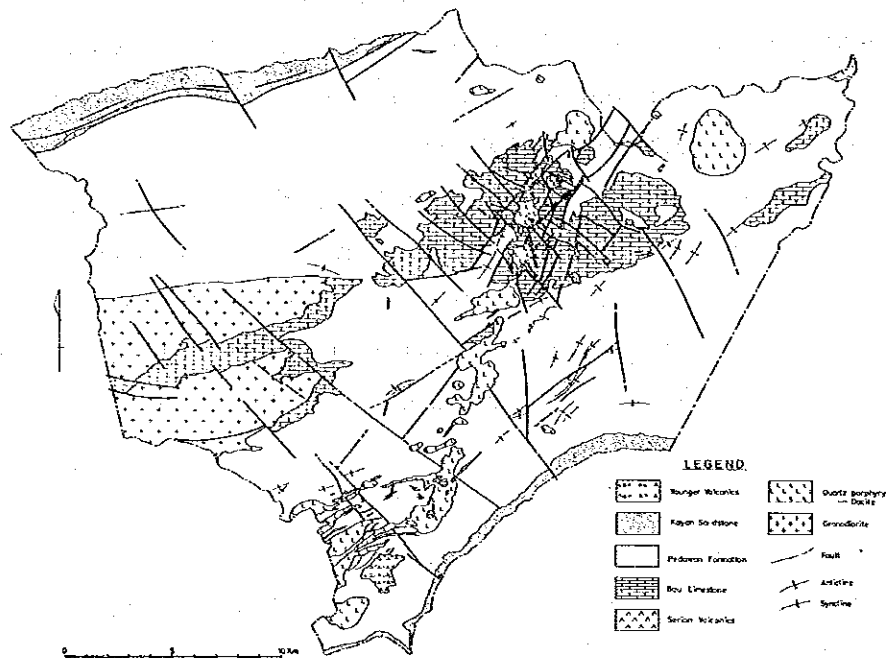 LEGEND
Younger Volcanics
Kayan Sandstone
Pedawan Formation
Bau Limestone
Serian Volcanics
Quartz porphyry
Dacite
Granodiorite
Fault
Anticline
Syncline
0 5 10 Km